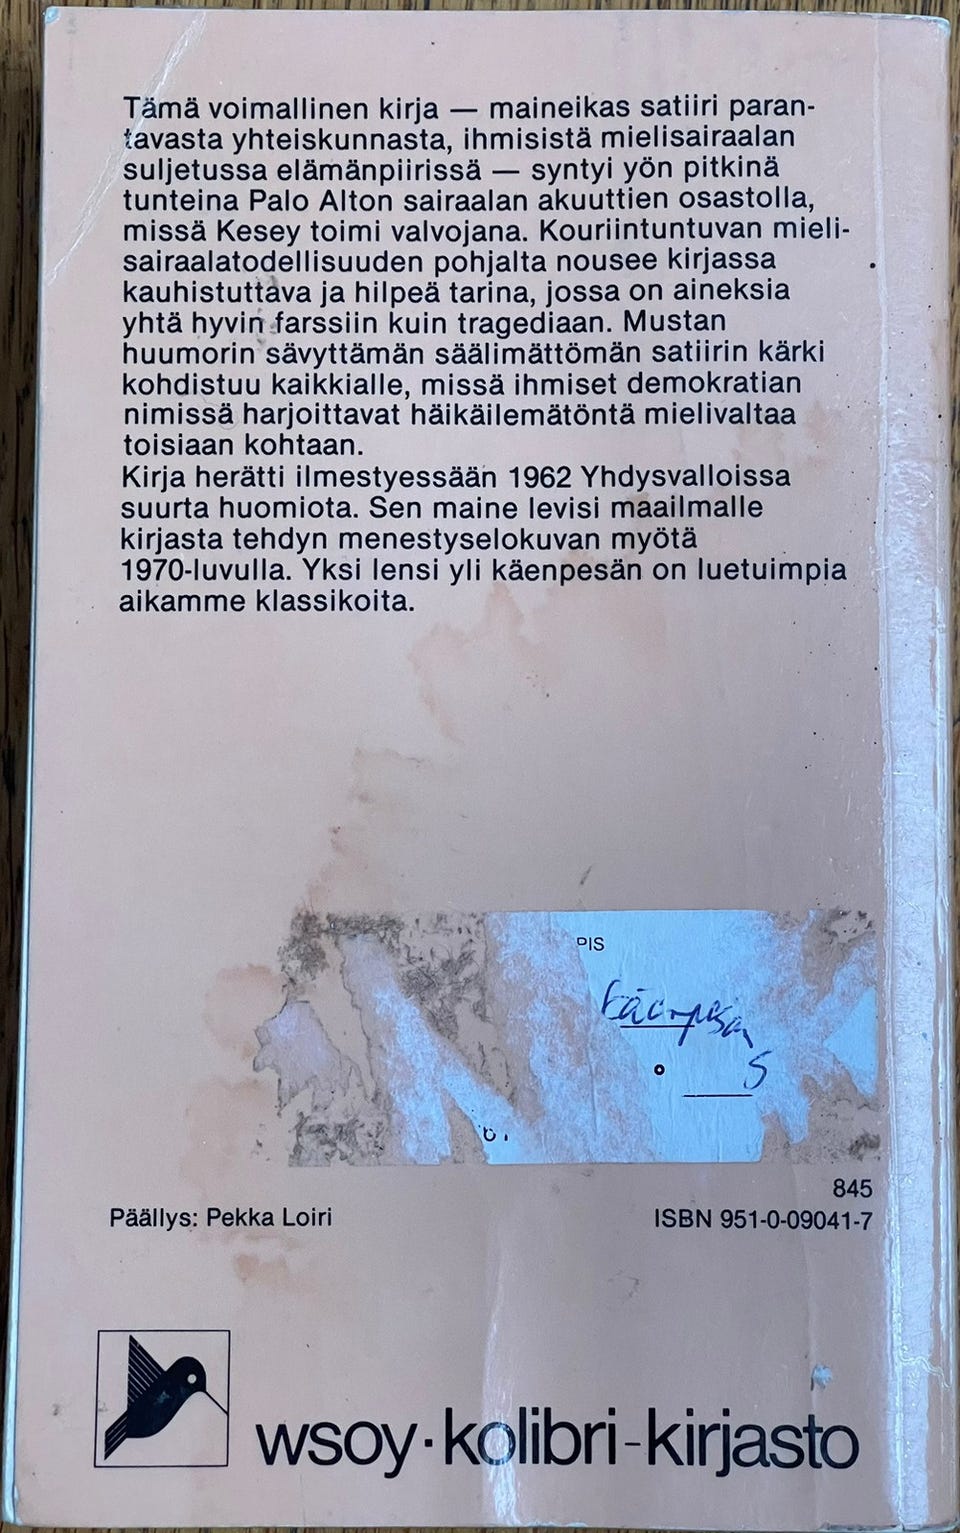 Tämä voimallinen kirja — maineikas satiiri paran-
tavasta yhteiskunnasta, ihmisistä mielisairaalan
suljetussa elämänpiirissä — syntyi yön pitkinä
tunteina Palo Alton sairaalan akuuttien osastolla,
missä Kesey toimi valvojana. Kouriintuntuvan mieli-
sairaalatodellisuuden pohjalta nousee kirjassa
kauhistuttava ja hilpeä tarina, jossa on aineksia
yhtä hyvin farssiin kuin tragediaan. Mustan
huumorin sävyttämän säälimättömän satiirin kärki
kohdistuu kaikkialle, missä ihmiset demokratian
nimissä harjoittavat häikäilemätöntä mielivaltaa
toisiaan kohtaan.
Kirja herätti ilmestyessään 1962 Yhdysvalloissa
suurta huomiota. Sen maine levisi maailmalle
kirjasta tehdyn menestyselokuvan myötä
1970-luvulla. Yksi lensi yli käenpesän on luetuimpia
aikamme klassikoita.
PIS
käenpesän
5
845
Päällys: Pekka Loiri
ISBN 951-0-09041-7
wsoy·kolibri-kirjasto